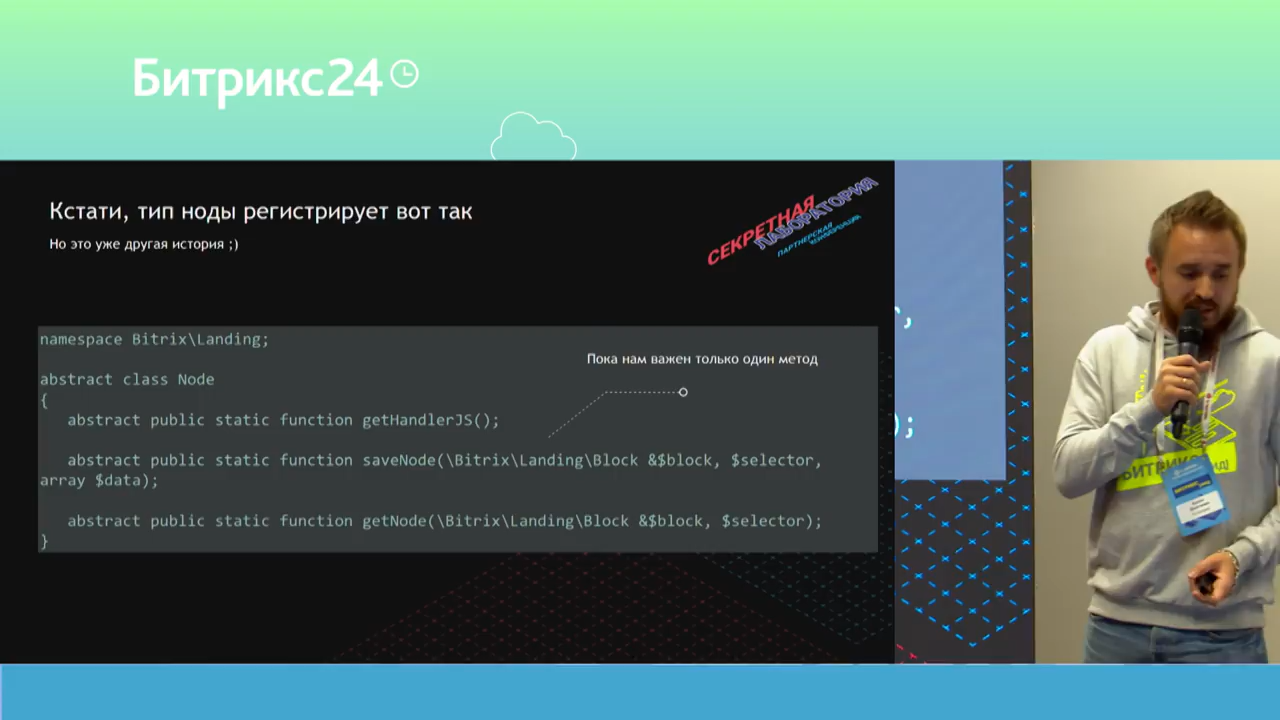 Битрикс24
Кстати, тип ноды регистрирует вот так
Но это уже другая история ;)
СЕКРЕТНАЯ
ЛАБОРАТОРИЯ
ПАРТНЕРСКАЯ
Пока нам важен только один метод
namespace Bitrix\Landing;
abstract class Node
{
abstract public static function getHandlerJS();
abstract public static function saveNode(\Bitrix\Landing\Block &$block, $selector,
array $data);
abstract public static function getNode(\Bitrix\Landing\Block &$block, $selector);
}
,
);